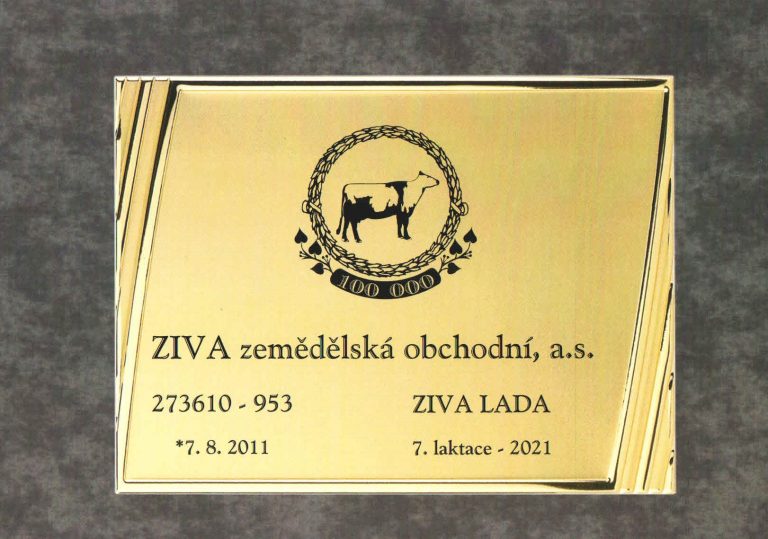 100 000
ZIVA zemědělská obchodní, a.s.
273610 - 953 ZIVA LADA
*7. 8. 2011 7. laktace - 2021